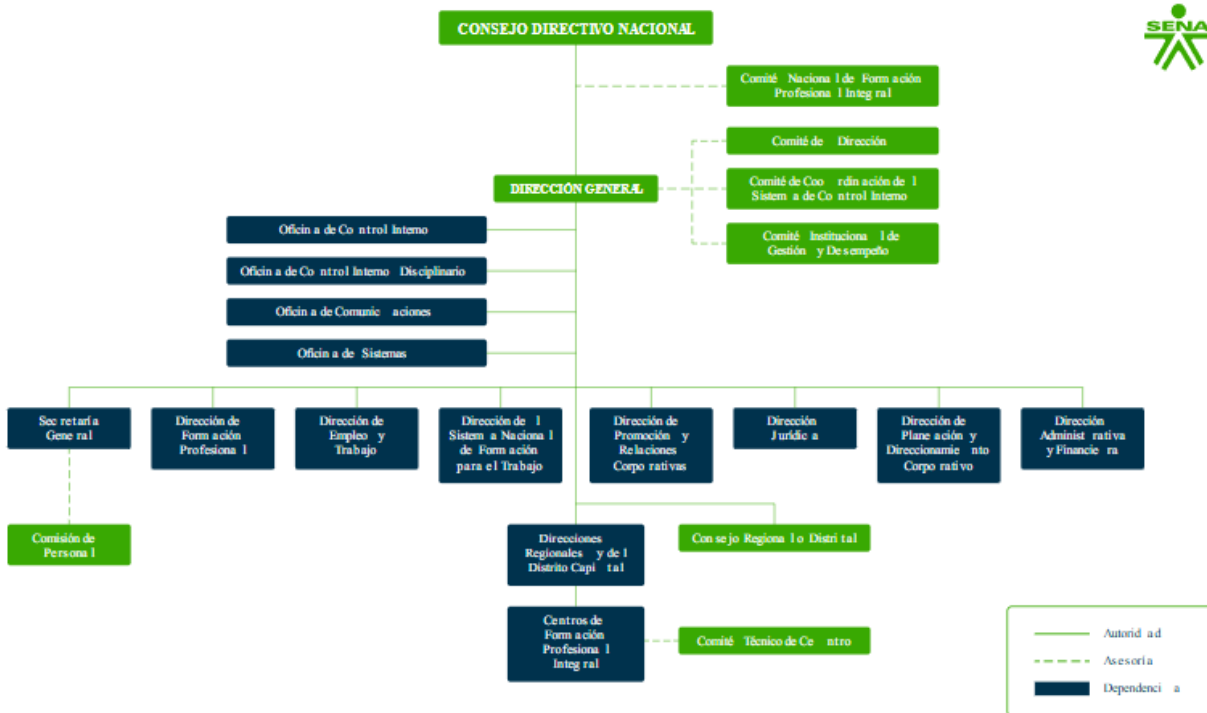 CONSEJO DIRECTIVO NACIONAL
SENA
Comité Nacional de Formación
Profesional Integral
Comité de Dirección
DIRECCIÓN GENERAL
Comité de Coordinación del
Sistema de Control Interno
Comité Institucional de
Gestión y Desempeño
Oficina de Control Interno
Oficina de Control Interno Disciplinario
Oficina de Comunicaciones
Oficina de Sistemas
Secretaría
General
Dirección de
Formación
Profesional
Dirección de
Empleo y
Trabajo
Dirección del
Sistema Nacional
de Formación
para el Trabajo
Dirección de
Promoción y
Relaciones
Corporativas
Dirección
Jurídica
Dirección de
Planeación y
Direccionamiento
Corporativo
Dirección
Administrativa
y Financiera
Comisión de
Personal
Direcciones
Regionales y del
Distrito Capital
Consejo Regional o Distrital
Centros de
Formación
Profesional
Integral
Comité Técnico de Centro
Autoridad
Asesoría
Dependencia